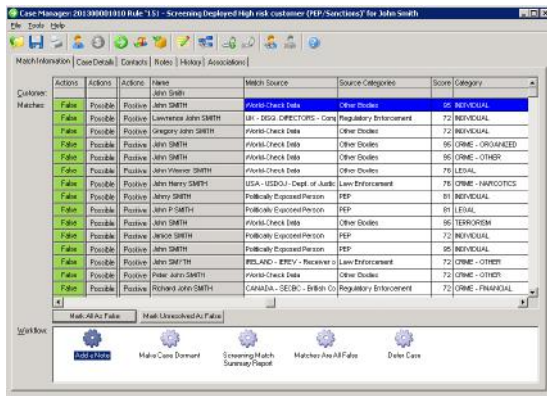 Case Manager: 201300001010 Rule "151 - Screening Deployed High risk customer (PEP/Sanctions)" for John Smith
File Tools Help
Match Information Case Details Contacts Notes History Associations
Actions Actions Actions Name Match Source Source Categories Score Category
Customer: John Smith
Matches: False Possible Positive John SMITH World-Check Data Other Bodies 95 INDIVIDUAL
False Possible Positive Lawrence John SMITH UK - DISQ. DIRECTORS - Comp Regulatory Enforcement 72 INDIVIDUAL
False Possible Positive Gregory John SMITH World-Check Data Other Bodies 72 INDIVIDUAL
False Possible Positive John SMITH World-Check Data Other Bodies 95 CRIME - ORGANIZED
False Possible Positive John SMITH World-Check Data Other Bodies 95 CRIME - OTHER
False Possible Positive John Warner SMITH World-Check Data Other Bodies 78 LEGAL
False Possible Positive John Henry SMITH USA - USDOJ - Dept. of Justic Law Enforcement 76 CRIME - NARCOTICS
False Possible Positive Johny SMITH Politically Exposed Person PEP 81 INDIVIDUAL
False Possible Positive John P SMITH Politically Exposed Person PEP 81 LEGAL
False Possible Positive John SMITH World-Check Data Other Bodies 95 TERRORISM
False Possible Positive Janice SMITH Politically Exposed Person PEP 72 INDIVIDUAL
False Possible Positive John SMITH Politically Exposed Person PEP 95 INDIVIDUAL
False Possible Positive John SMYTH IRELAND - IEREV - Receiver o Law Enforcement 72 CRIME - OTHER
False Possible Positive Peter John SMITH World-Check Data Other Bodies 72 CRIME - OTHER
False Possible Positive Richard John SMITH CANADA - SECBC - British Co Regulatory Enforcement 72 CRIME - FINANCIAL
Mark All As False Mark Unresolved As False
Workflow:
Add a Note Make Case Dormant Screening Match Summary Report Matches Are All False Defer Case